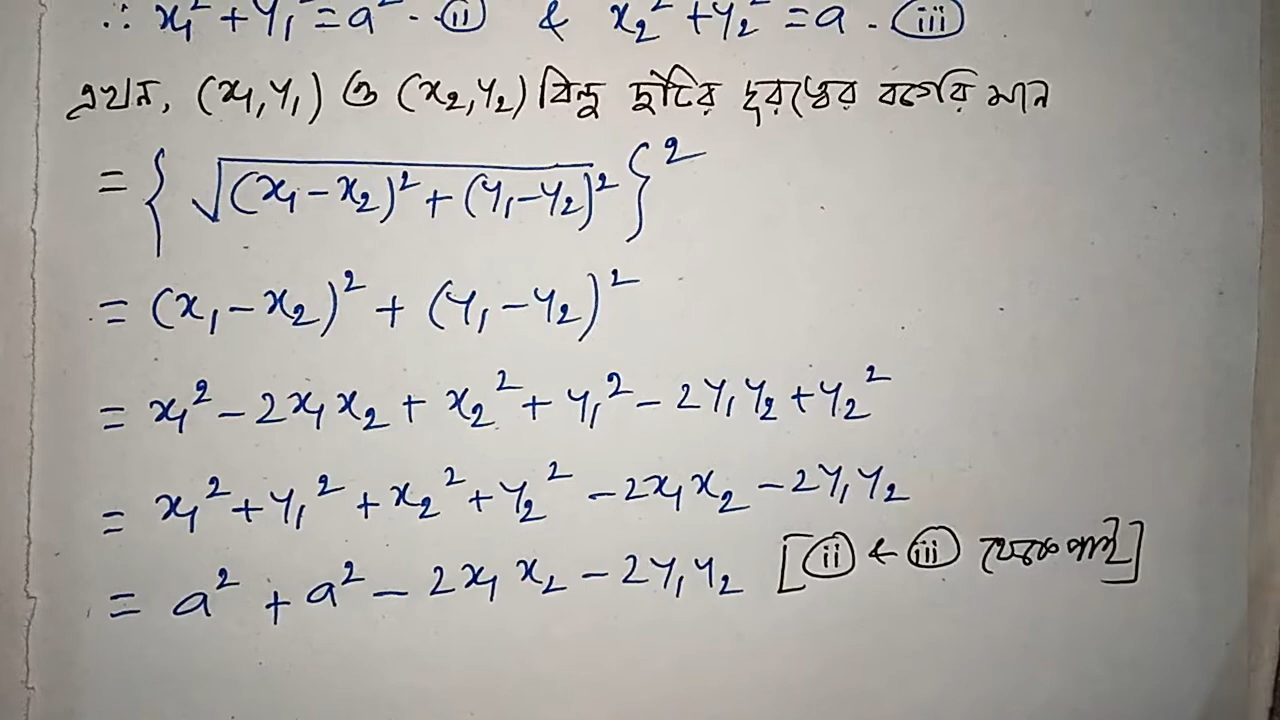 ∴ x₁² + y₁² = a² - - (ii) & x₂² + y₂² = a - (iii)
এখন, (x₁, y₁) ও (x₂, y₂) বিন্দু দুটির দূরত্বের বর্গের মান
= { √(x₁ - x₂)² + (y₁ - y₂)² }²
= (x₁ - x₂)² + (y₁ - y₂)²
= x₁² - 2x₁x₂ + x₂² + y₁² - 2y₁y₂ + y₂²
= x₁² + y₁² + x₂² + y₂² - 2x₁x₂ - 2y₁y₂
= a² + a² - 2x₁x₂ - 2y₁y₂ [(ii) & (iii) থেকে পাই]